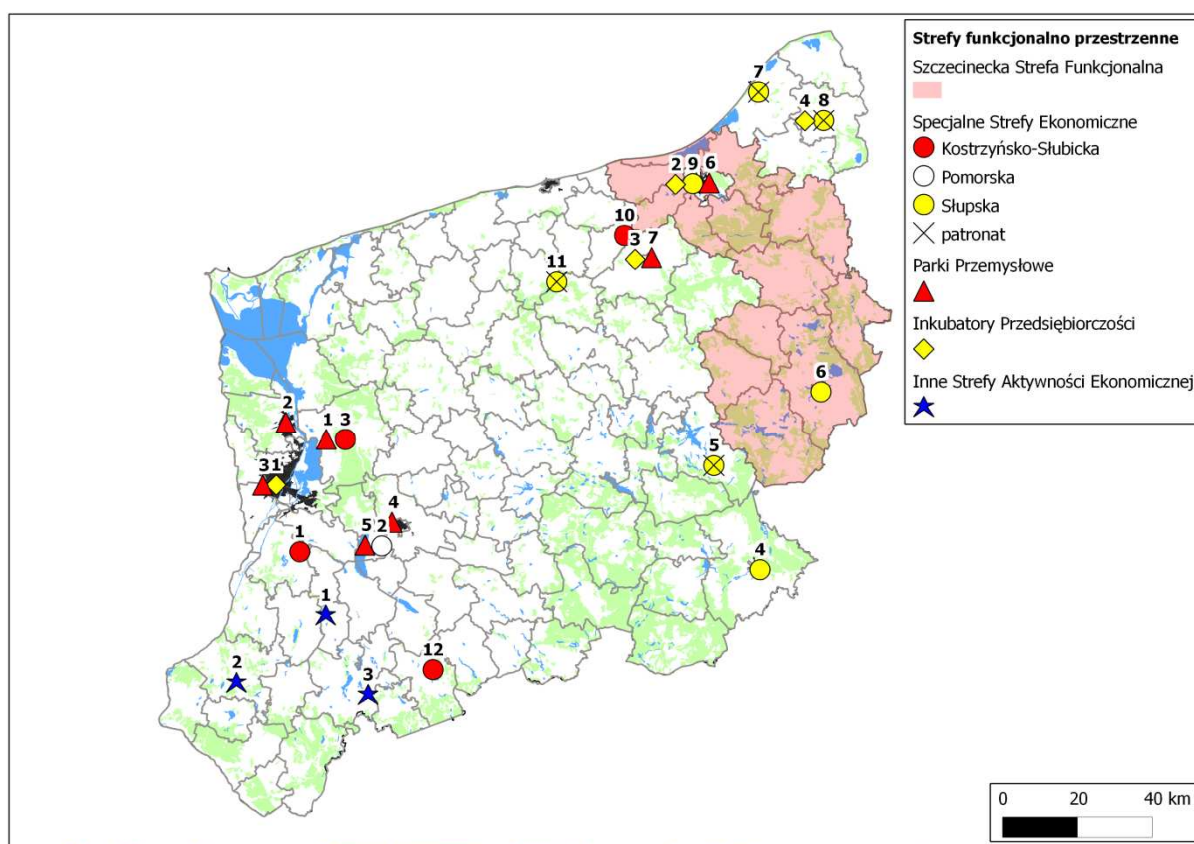 Strefy funkcjonalno przestrzenne
Szczecinecka Strefa Funkcjonalna
Specjalne Strefy Ekonomiczne
Kostrzyńsko-Słubicka
Pomorska
Słupska
patronat
Parki Przemysłowe
Inkubatory Przedsiębiorczości
Inne Strefy Aktywności Ekonomicznej
7
4 8
2 9 6
10
3 7
11
6
2
1 3
5
31
4
5 2
1
4
1
12
2
3
0 20 40 km